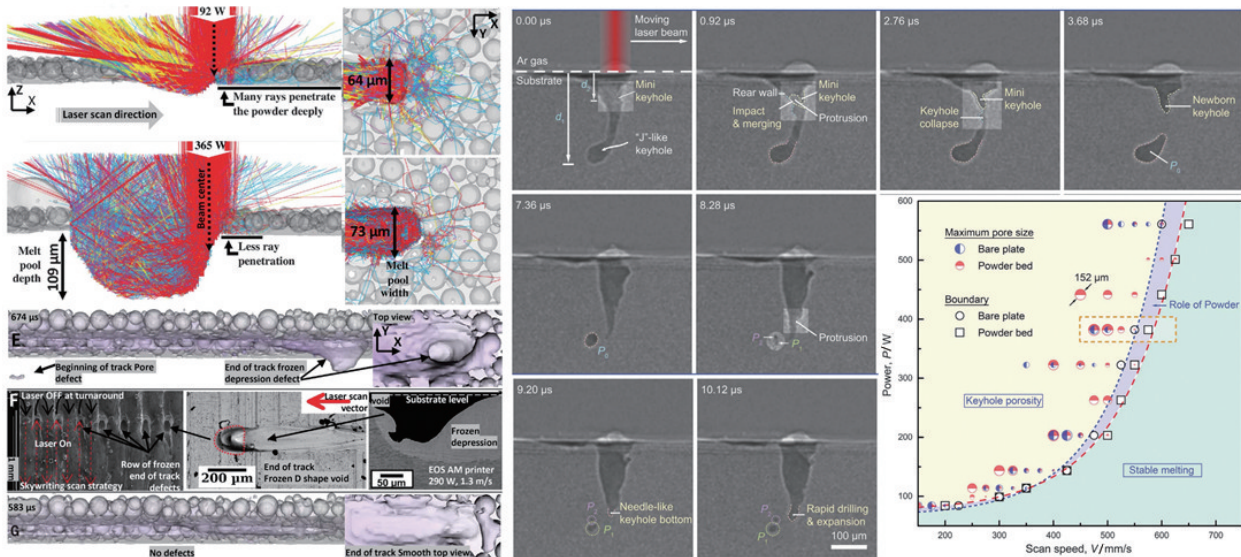 92 W
Z
X
Many rays penetrate
the powder deeply
Laser scan direction
Y
X
64 µm
365 W
Beam center
Melt
pool
depth
109 µm
Less ray
penetration
73 µm
Melt pool
width
E
674 µs
Beginning of track Pore
defect
End of track frozen
depression defect
Top view
Y
X
F
Laser OFF at turnaround
Laser On
1 mm
Row of frozen
end of track
defects
Skywriting scan strategy
Laser scan
vector
200 µm
End of track
Frozen D shape void
void
Substrate level
Frozen
depression
50 µm
EOS AM printer
290 W, 1.3 m/s
G
583 µs
No defects
End of track Smooth top view
0.00 µs
Moving
laser beam
Ar gas
Substrate
Mini
keyhole
"J"-like
keyhole
0.92 µs
Rear wall
Mini
keyhole
Impact
& merging
Protrusion
2.76 µs
Mini
keyhole
Keyhole
collapse
3.68 µs
Newborn
keyhole
7.36 µs
8.28 µs
Protrusion
9.20 µs
Needle-like
keyhole bottom
10.12 µs
Rapid drilling
& expansion
100 µm
Power, P/ W
600
500
400
300
200
100
Maximum pore size
Bare plate
Powder bed
Boundary
Bare plate
Powder bed
152 µm
Role of Powder
Keyhole porosity
Stable melting
200 300 400 500 600 700
Scan speed, V/mm/s